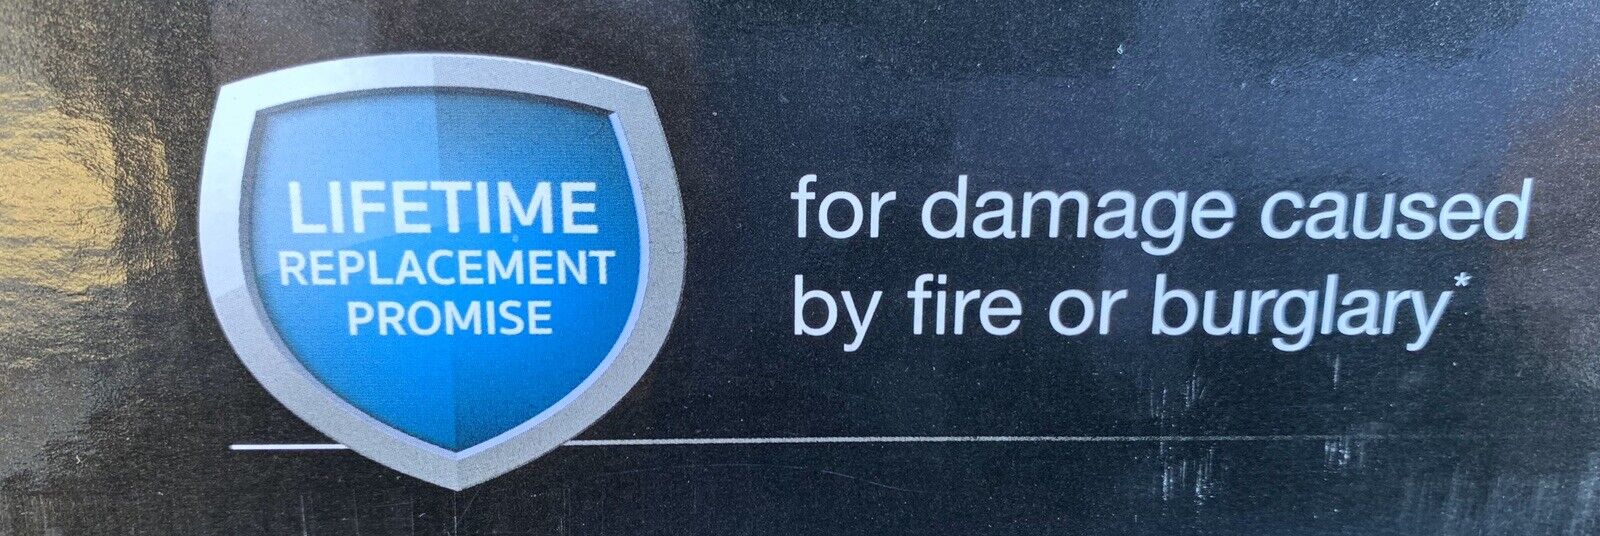 LIFETIME
REPLACEMENT
PROMISE
for damage caused
by fire or burglary*